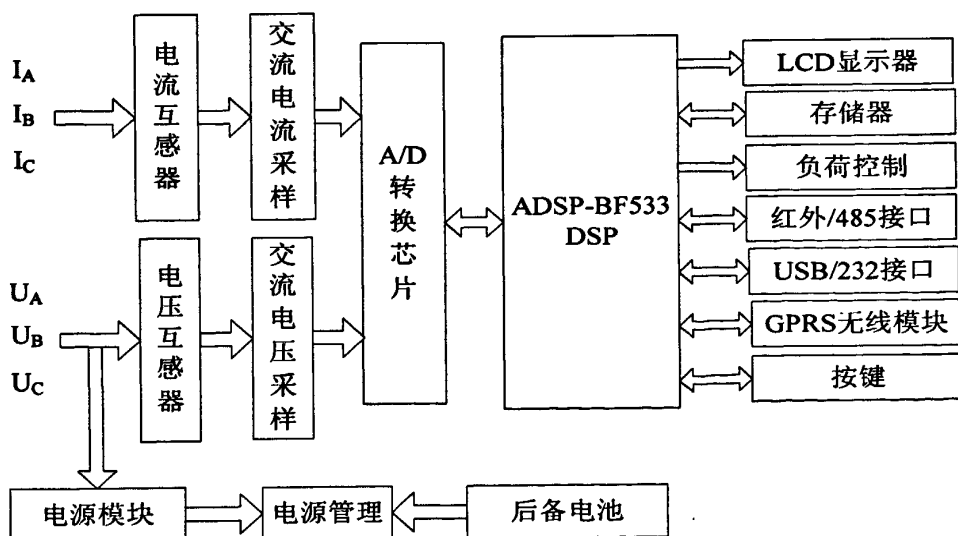 I_A
I_B
I_C
电流互感器
交流电流采样
U_A
U_B
U_C
电压互感器
交流电压采样
A/D
转换芯片
ADSP-BF533
DSP
LCD显示器
存储器
负荷控制
红外/485接口
USB/232接口
GPRS无线模块
按键
电源模块
电源管理
后备电池